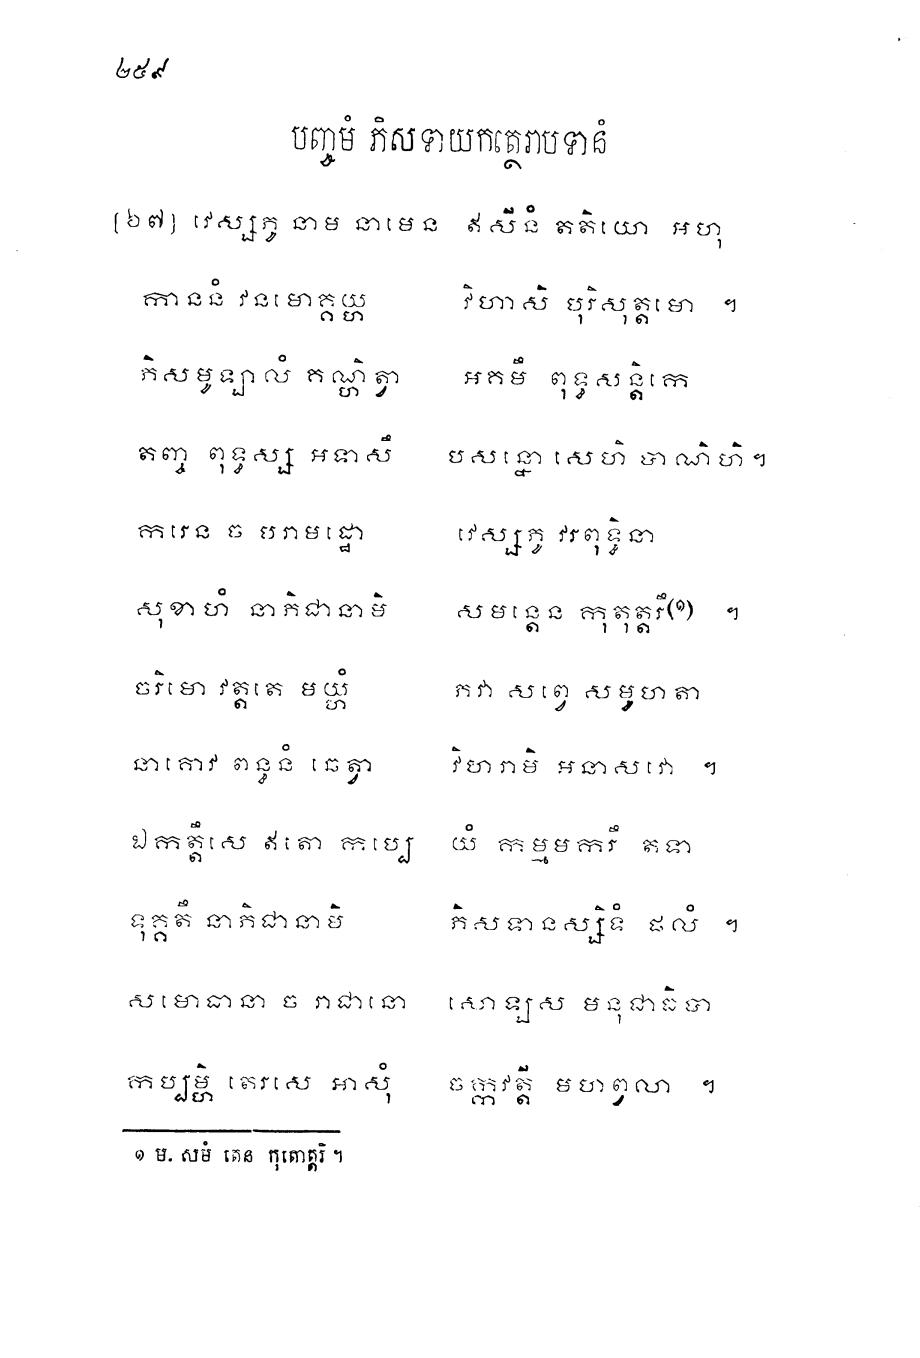 ២៥៩
បញ្ចមំ ភិសទាយកត្ថេរាបទានំ
[៦៧] វេស្សភូ នាម នាមេន ឥសីនំ តតិយោ អហុ
កាននំ វនមោគ្គយ្ហ វិហាសិ បុរិសុត្តមោ ។
ភិសមូឡ្បាលំ គណ្ហិត្វា អគមឹ ពុទ្ធសន្តិកេ
តញ្ច ពុទ្ធស្ស អទាសឹ បសន្នោ សេហិ បាណិហិ។
ករេន ច បរាមដ្ឋោ វេស្សភូ វរពុទ្ធិនា
សុខាហំ នាភិជានាមិ សមន្តេន កុតុត្តរឹ(១) ។
ចរិមោ វត្តតេ មយ្ហំ ភវា សព្វេ សមូហតា
នាគោវ ពន្ធនំ ឆេត្វា វិហរាមិ អនាសវោ ។
ឯកត្តឹសេ ឥតោ កប្បេ យំ កម្មមករឹ តទា
ទុគ្គតឹ នាភិជានាមិ ភិសទានស្សិទំ ផលំ ។
សមោធានា ច រាជានោ សោឡ្បស មនុជាធិបា
កប្បម្ហិ តេរសេ អាសុំ ចក្កវត្តី មហព្វលា ។
១ ម. សមំ តេន កុតោត្តរិ ។